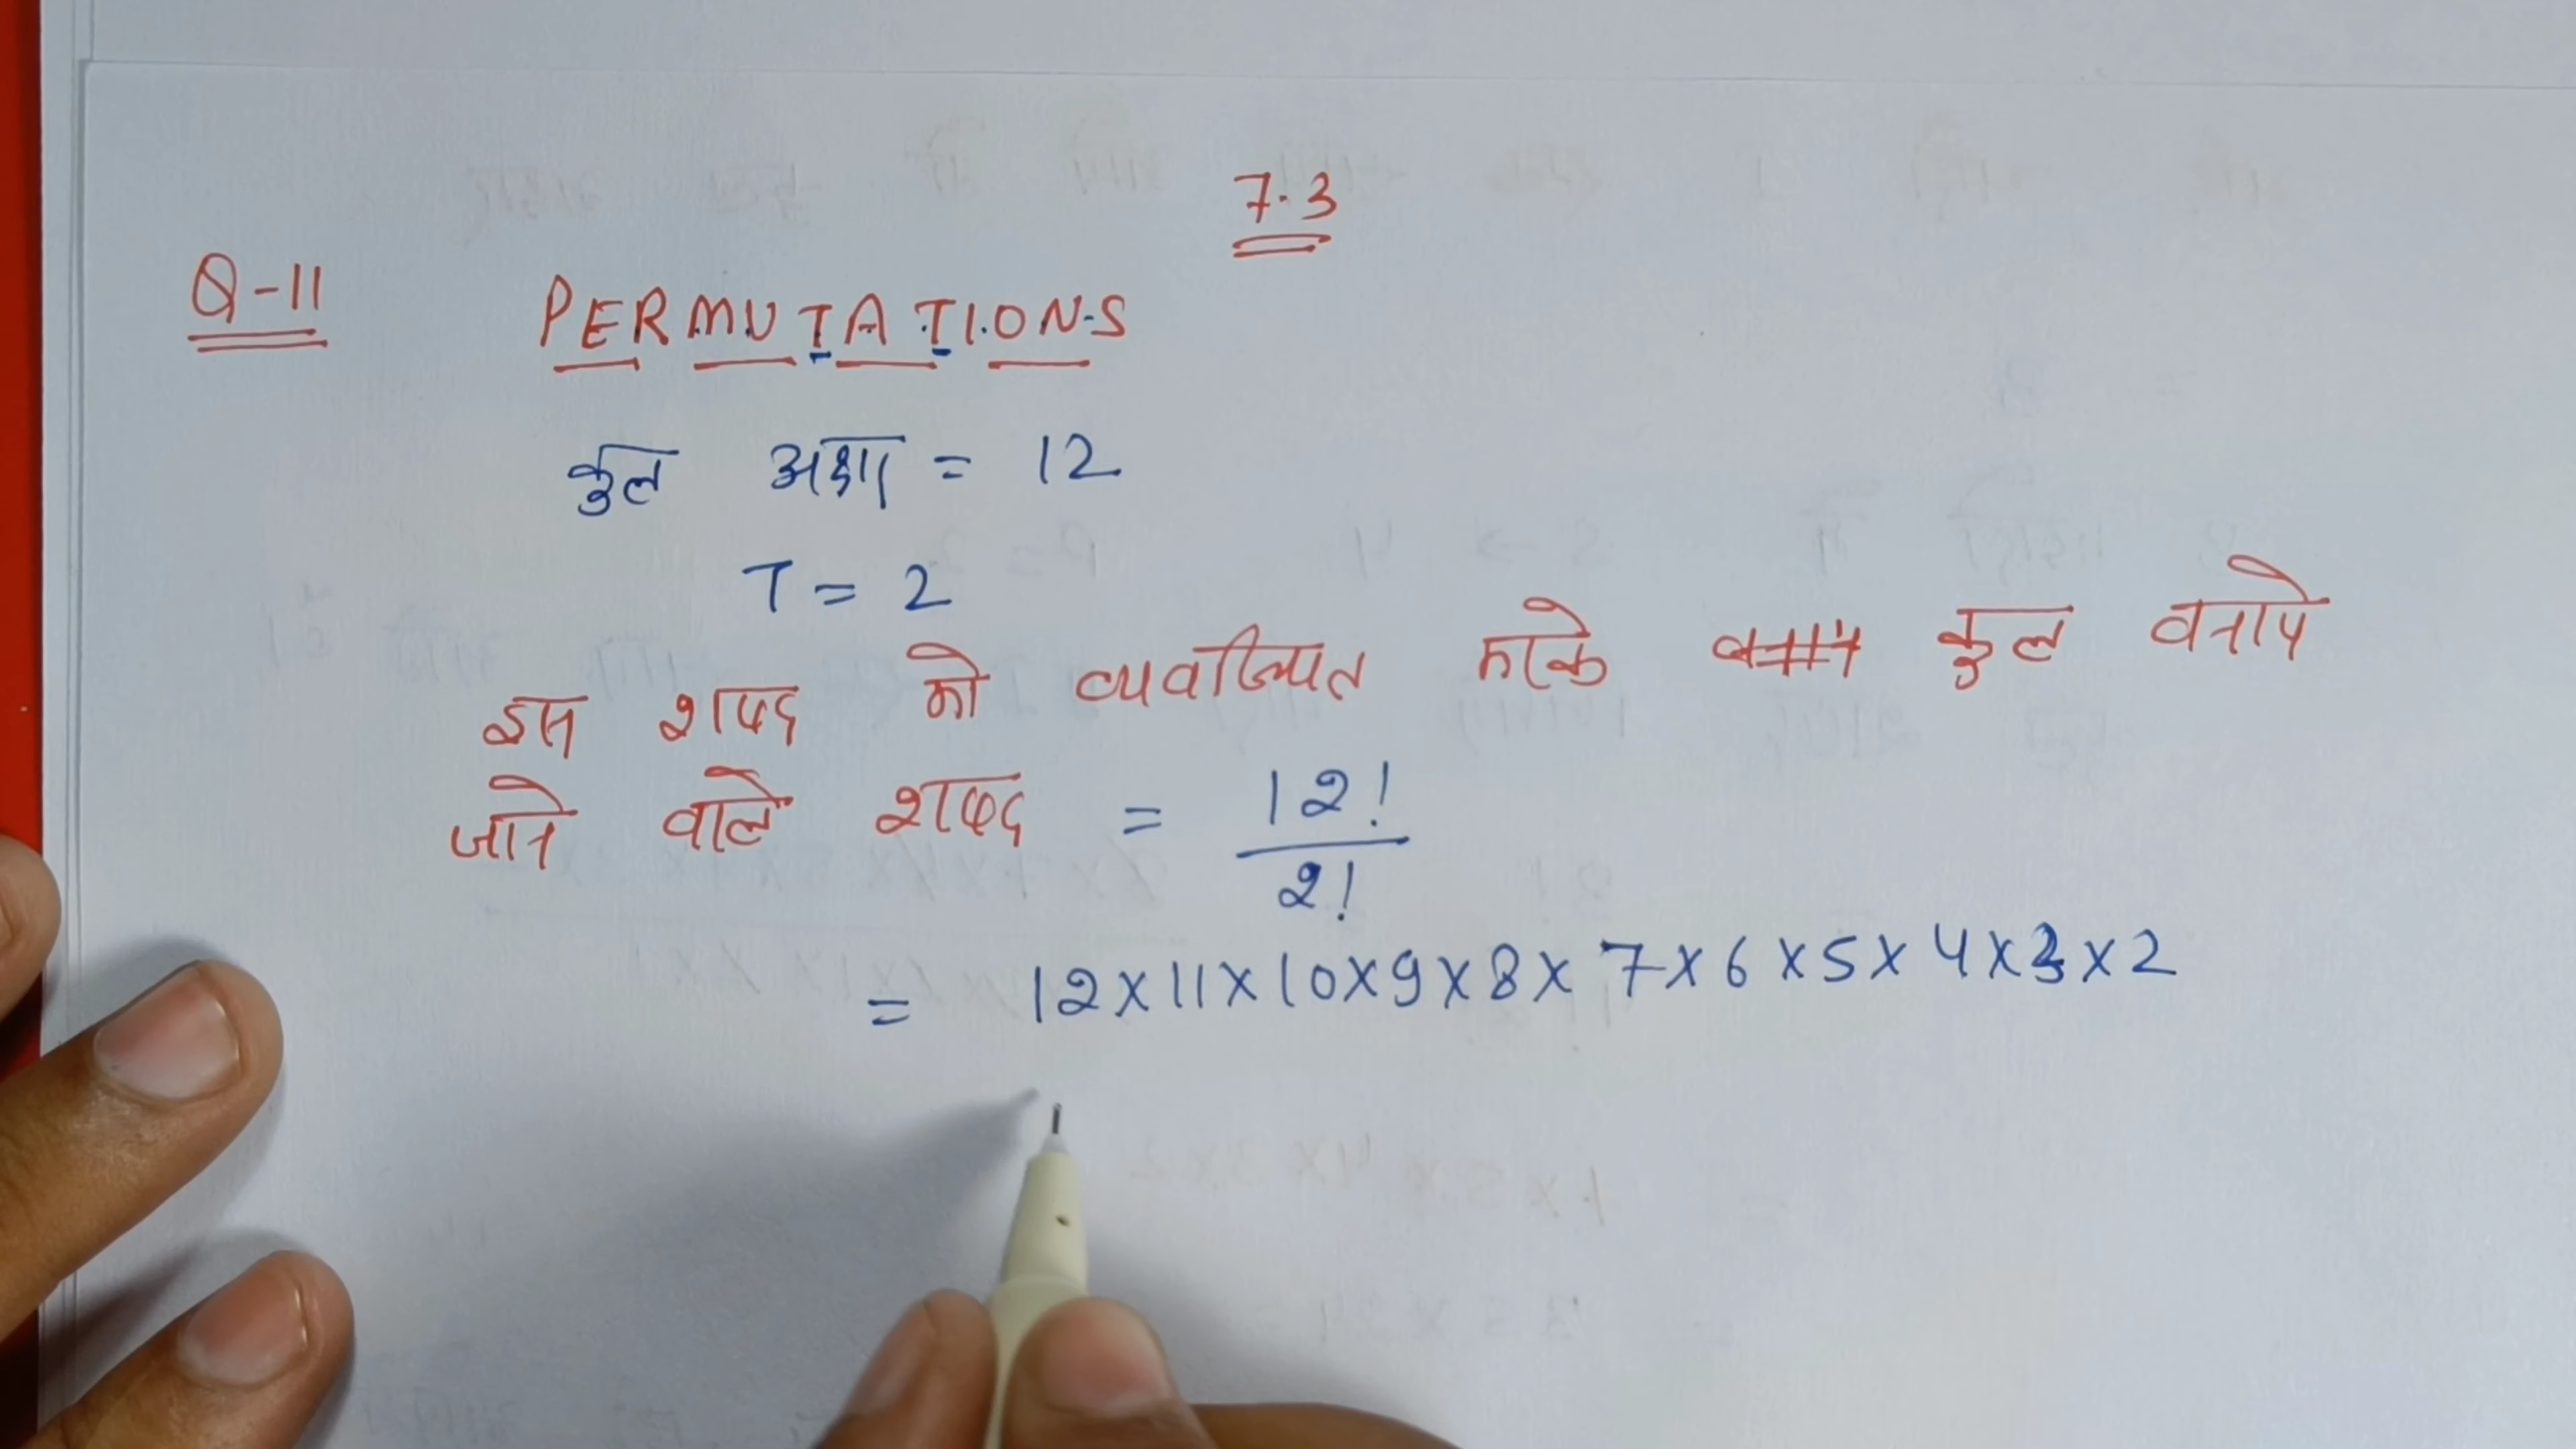 7.3
Q-11 PERMUTATIONS
कुल अक्षर = 12
T = 2
इस शब्द को व्यवस्थित करके कुल बनाये
जाने वाले शब्द = 12!
2!
= 12×11×10×9×8×7×6×5×4×3×2